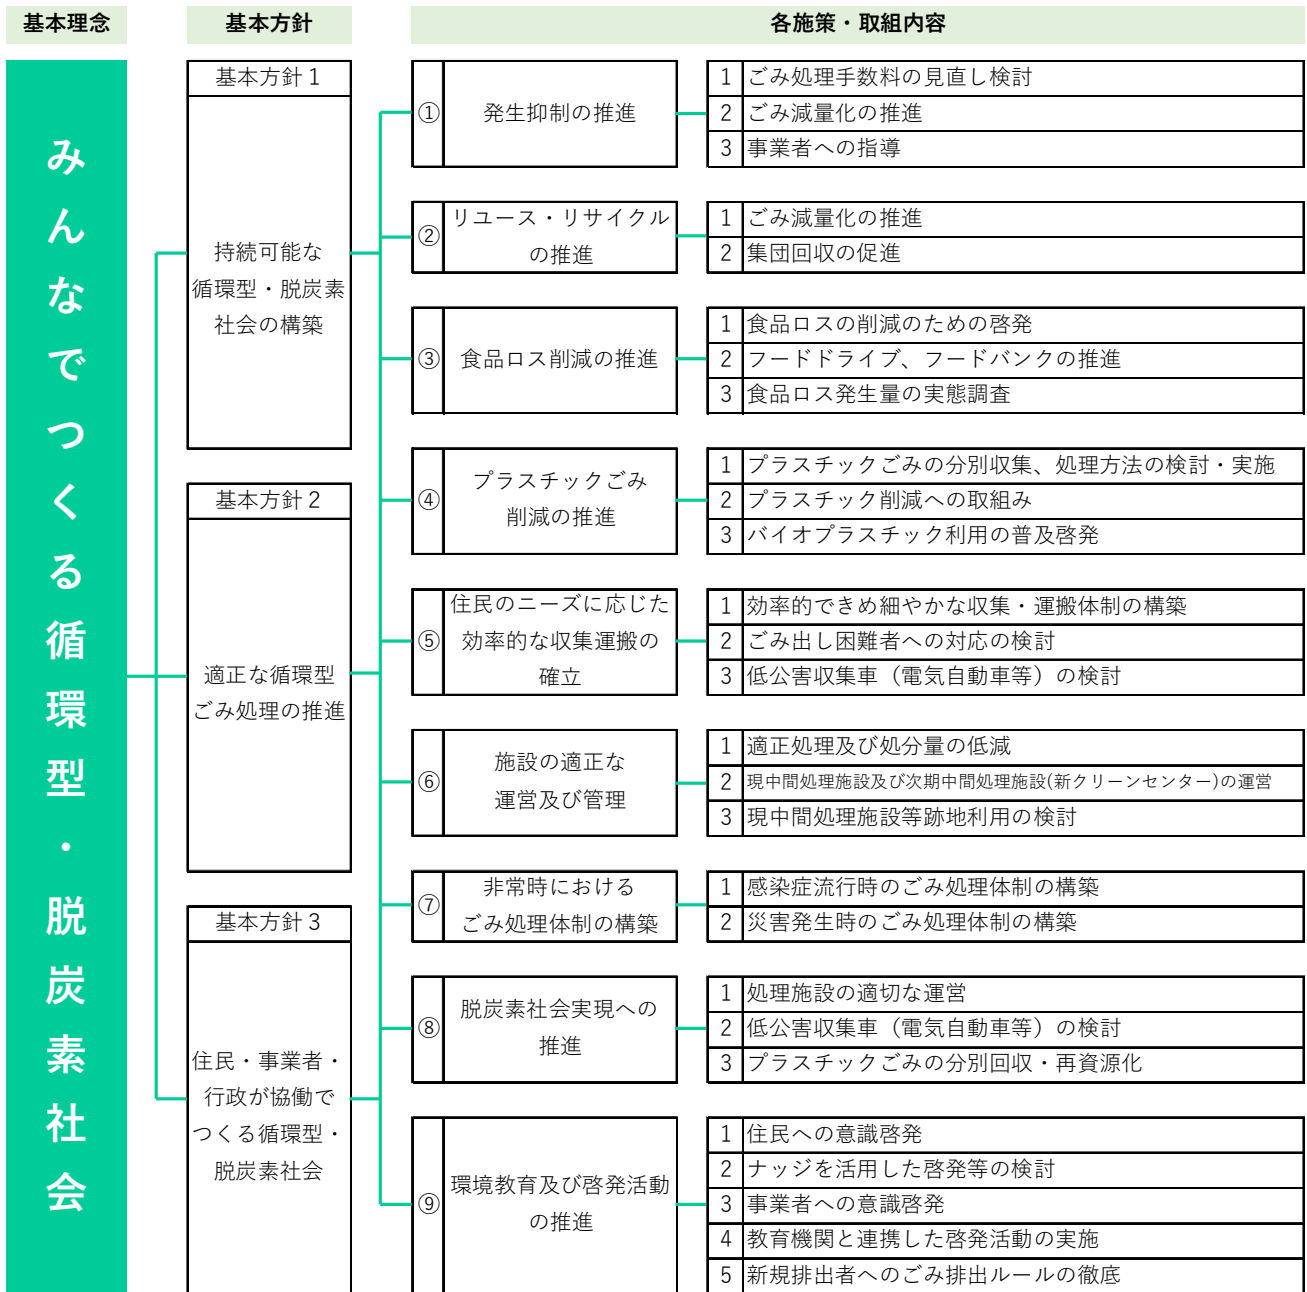 基本理念
基本方針
各施策・取組内容
みんなでつくる循環型・脱炭素社会
基本方針1
持続可能な
循環型・脱炭素
社会の構築
基本方針2
適正な循環型
ごみ処理の推進
基本方針3
住民・事業者・
行政が協働で
つくる循環型・
脱炭素社会
① 発生抑制の推進
1 ごみ処理手数料の見直し検討
2 ごみ減量化の推進
3 事業者への指導
② リユース・リサイクル
の推進
1 ごみ減量化の推進
2 集団回収の促進
③ 食品ロス削減の推進
1 食品ロスの削減のための啓発
2 フードドライブ、フードバンクの推進
3 食品ロス発生量の実態調査
④ プラスチックごみ
削減の推進
1 プラスチックごみの分別収集、処理方法の検討・実施
2 プラスチック削減への取組み
3 バイオプラスチック利用の普及啓発
⑤ 住民のニーズに応じた
効率的な収集運搬の
確立
1 効率的できめ細やかな収集・運搬体制の構築
2 ごみ出し困難者への対応の検討
3 低公害収集車（電気自動車等）の検討
⑥ 施設の適正な
運営及び管理
1 適正処理及び処分量の低減
2 現中間処理施設及び次期中間処理施設(新クリーンセンター)の運営
3 現中間処理施設等跡地利用の検討
⑦ 非常時における
ごみ処理体制の構築
1 感染症流行時のごみ処理体制の構築
2 災害発生時のごみ処理体制の構築
⑧ 脱炭素社会実現への
推進
1 処理施設の適切な運営
2 低公害収集車（電気自動車等）の検討
3 プラスチックごみの分別回収・再資源化
⑨ 環境教育及び啓発活動
の推進
1 住民への意識啓発
2 ナッジを活用した啓発等の検討
3 事業者への意識啓発
4 教育機関と連携した啓発活動の実施
5 新規排出者へのごみ排出ルールの徹底